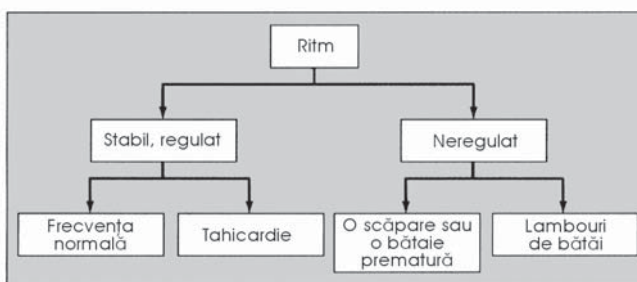 Ritm
Stabil, regulat
Neregulat
Frecvența
normală
Tahicardie
O scăpare sau
o bătaie
prematură
Lambouri
de bătăi